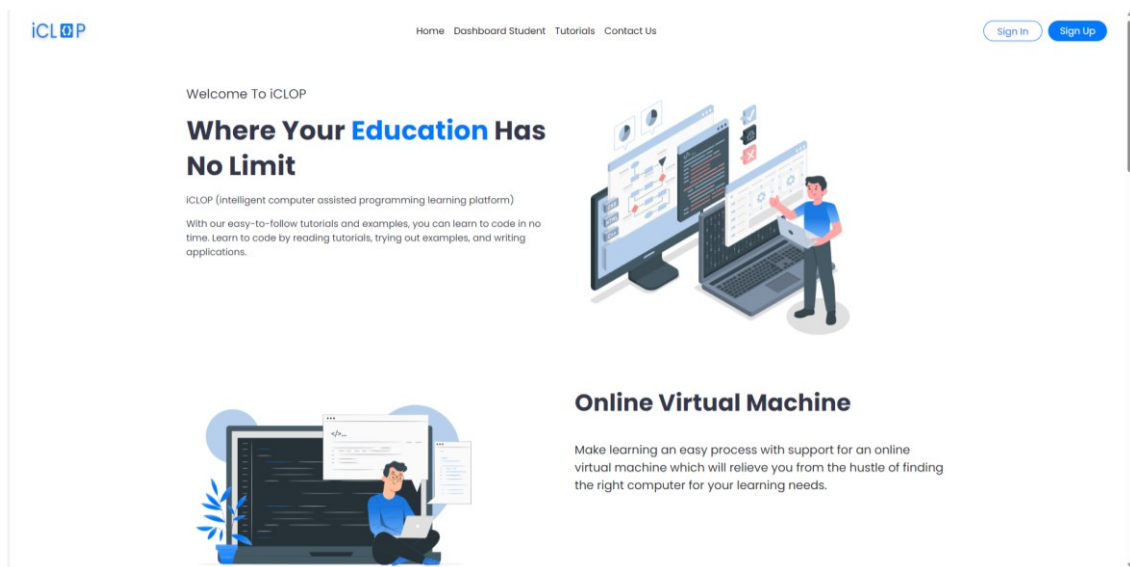 iCLOP
Home Dashboard Student Tutorials Contact Us
Sign In Sign Up
Welcome To iCLOP
Where Your Education Has
No Limit
iCLOP (intelligent computer assisted programming learning platform)
With our easy-to-follow tutorials and examples, you can learn to code in no
time. Learn to code by reading tutorials, trying out examples, and writing
applications.
</>_
Online Virtual Machine
Make learning an easy process with support for an online
virtual machine which will relieve you from the hustle of finding
the right computer for your learning needs.